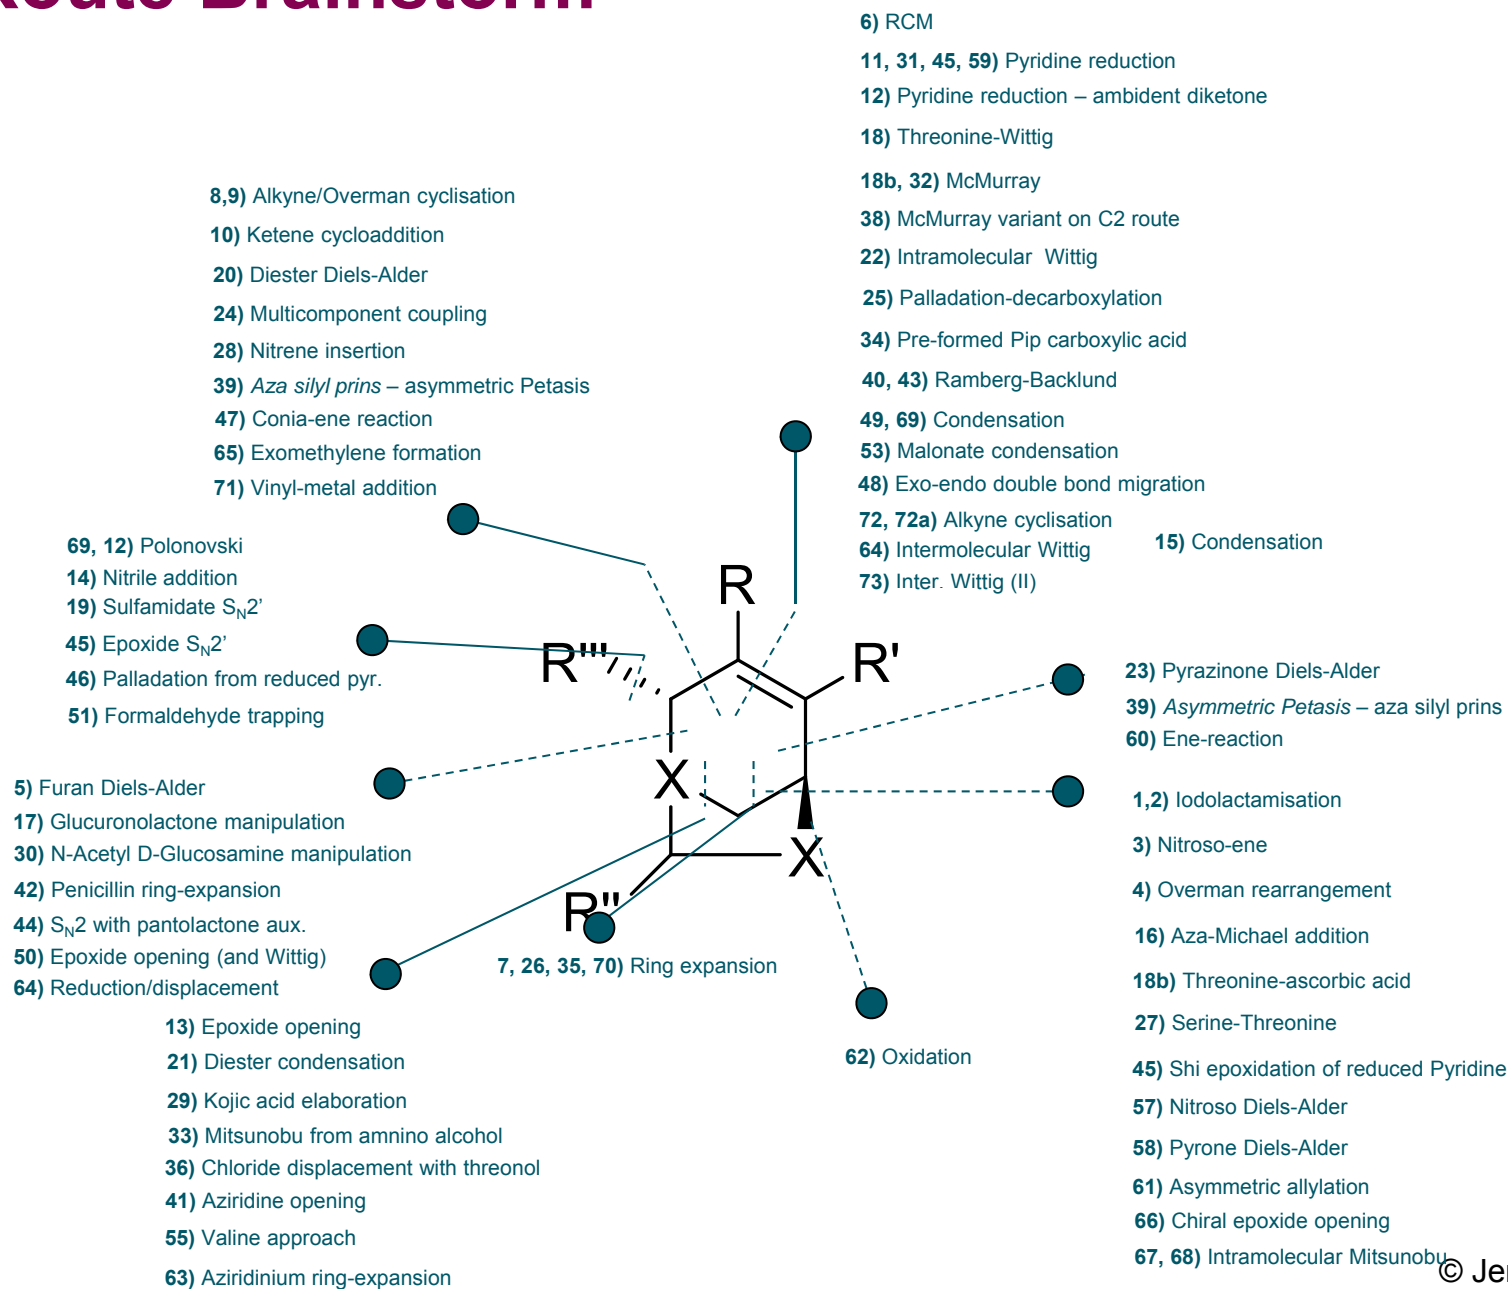 Route Brainstorm
6) RCM
11, 31, 45, 59) Pyridine reduction
12) Pyridine reduction – ambident diketone
18) Threonine-Wittig
18b, 32) McMurray
38) McMurray variant on C2 route
22) Intramolecular Wittig
25) Palladation-decarboxylation
34) Pre-formed Pip carboxylic acid
40, 43) Ramberg-Backlund
49, 69) Condensation
53) Malonate condensation
48) Exo-endo double bond migration
72, 72a) Alkyne cyclisation
64) Intermolecular Wittig
73) Inter. Wittig (II)
15) Condensation
8,9) Alkyne/Overman cyclisation
10) Ketene cycloaddition
20) Diester Diels-Alder
24) Multicomponent coupling
28) Nitrene insertion
39) Aza silyl prins – asymmetric Petasis
47) Conia-ene reaction
65) Exomethylene formation
71) Vinyl-metal addition
69, 12) Polonovski
14) Nitrile addition
19) Sulfamidate SN2’
45) Epoxide SN2’
46) Palladation from reduced pyr.
51) Formaldehyde trapping
R
R'''
R'
X
X
R''
23) Pyrazinone Diels-Alder
39) Asymmetric Petasis – aza silyl prins
60) Ene-reaction
5) Furan Diels-Alder
17) Glucuronolactone manipulation
30) N-Acetyl D-Glucosamine manipulation
42) Penicillin ring-expansion
44) SN2 with pantolactone aux.
50) Epoxide opening (and Wittig)
64) Reduction/displacement
7, 26, 35, 70) Ring expansion
62) Oxidation
1,2) Iodolactamisation
3) Nitroso-ene
4) Overman rearrangement
16) Aza-Michael addition
18b) Threonine-ascorbic acid
27) Serine-Threonine
45) Shi epoxidation of reduced Pyridine
57) Nitroso Diels-Alder
58) Pyrone Diels-Alder
61) Asymmetric allylation
66) Chiral epoxide opening
67, 68) Intramolecular Mitsunobu
13) Epoxide opening
21) Diester condensation
29) Kojic acid elaboration
33) Mitsunobu from amnino alcohol
36) Chloride displacement with threonol
41) Aziridine opening
55) Valine approach
63) Aziridinium ring-expansion
© Je